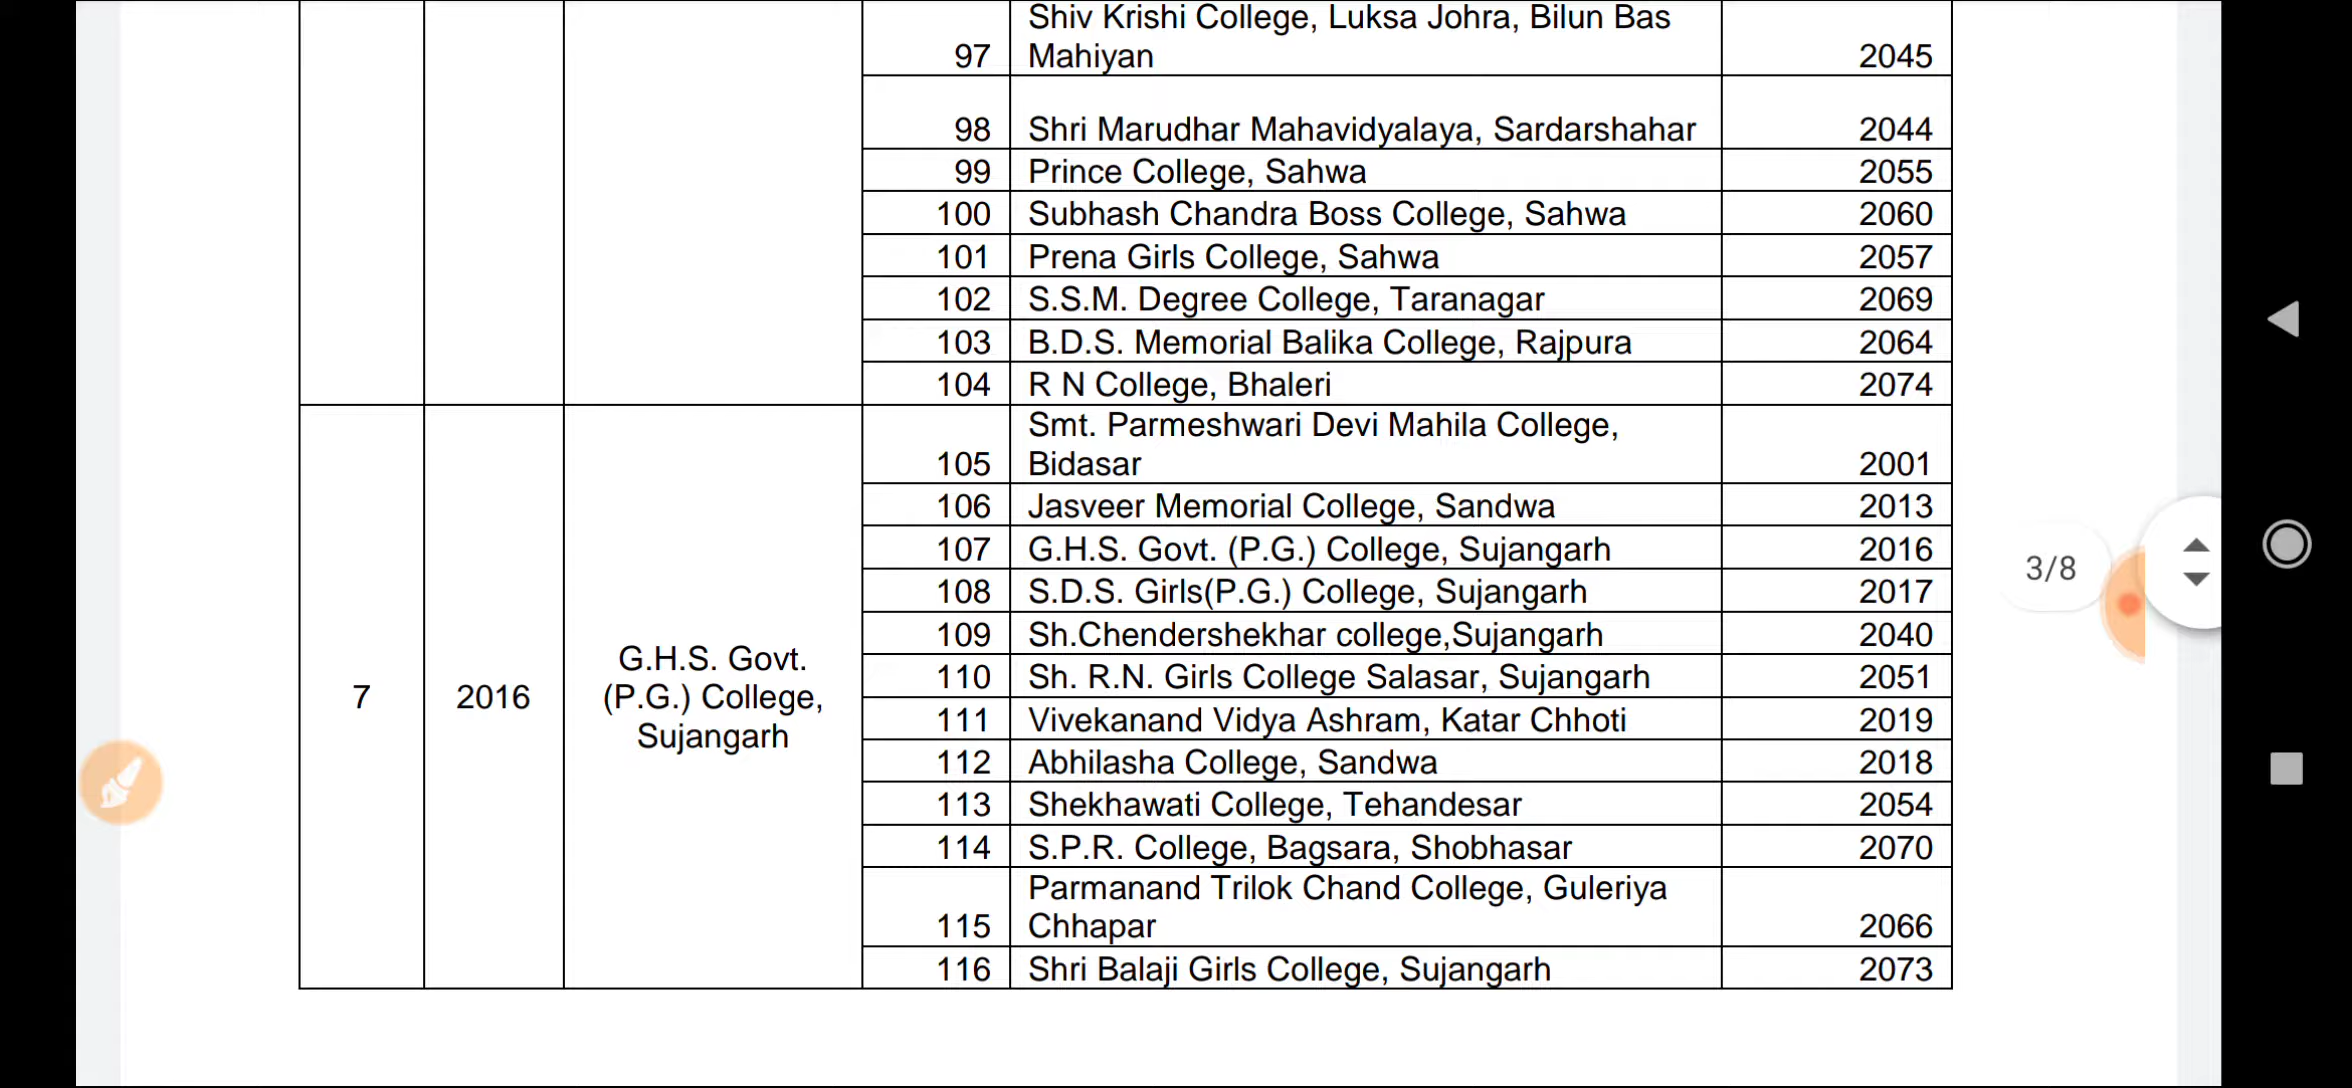 Shiv Krishi College, Luksa Johra, Bilun Bas
97 Mahiyan 2045
98 Shri Marudhar Mahavidyalaya, Sardarshahar 2044
99 Prince College, Sahwa 2055
100 Subhash Chandra Boss College, Sahwa 2060
101 Prena Girls College, Sahwa 2057
102 S.S.M. Degree College, Taranagar 2069
103 B.D.S. Memorial Balika College, Rajpura 2064
104 R N College, Bhaleri 2074
7 2016 G.H.S. Govt.
(P.G.) College,
Sujangarh
Smt. Parmeshwari Devi Mahila College,
105 Bidasar 2001
106 Jasveer Memorial College, Sandwa 2013
107 G.H.S. Govt. (P.G.) College, Sujangarh 2016
108 S.D.S. Girls(P.G.) College, Sujangarh 2017
109 Sh.Chendershekhar college,Sujangarh 2040
110 Sh. R.N. Girls College Salasar, Sujangarh 2051
111 Vivekanand Vidya Ashram, Katar Chhoti 2019
112 Abhilasha College, Sandwa 2018
113 Shekhawati College, Tehandesar 2054
114 S.P.R. College, Bagsara, Shobhasar 2070
Parmanand Trilok Chand College, Guleriya
115 Chhapar 2066
116 Shri Balaji Girls College, Sujangarh 2073
3/8